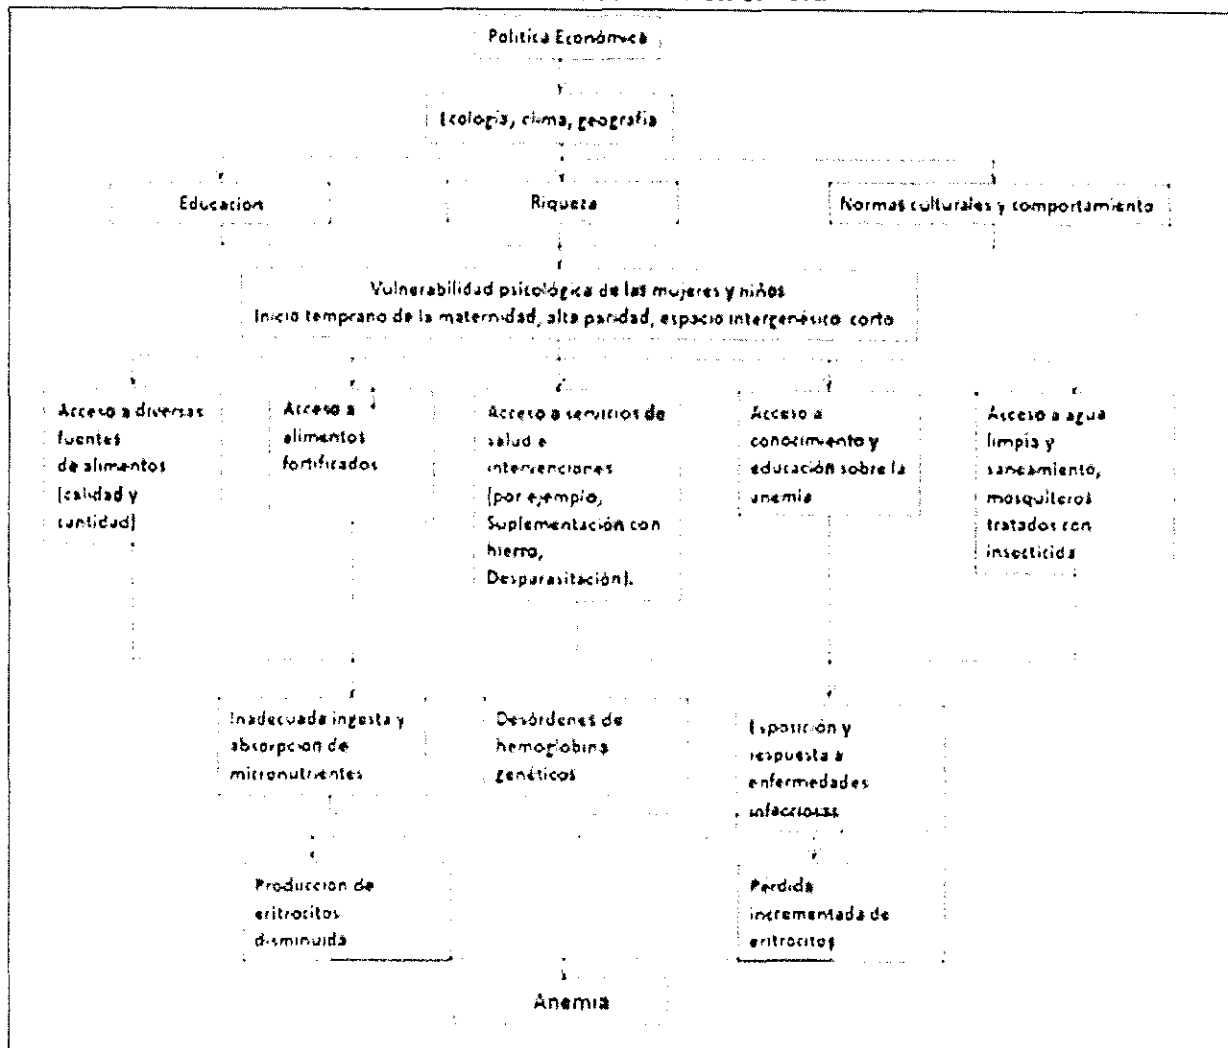 Política Económica
Ecología, clima, geografía
Educación
Riqueza
Normas culturales y comportamiento
Vulnerabilidad psicológica de las mujeres y niños
Inicio temprano de la maternidad, alta paridad, espacio intergenésico corto
Acceso a diversas
fuentes
de alimentos
(calidad y
cantidad)
Acceso a
alimentos
fortificados
Acceso a servicios de
salud e
intervenciones
(por ejemplo,
Suplementación con
hierro,
Desparasitación).
Acceso a
conocimiento y
educación sobre la
anemia
Acceso a agua
limpia y
saneamiento,
mosquiteros
tratados con
insecticida
Inadecuada ingesta y
absorpcion de
micronutrientes
Desórdenes de
hemoglobina
genéticos
Exposición y
respuesta a
enfermedades
infecciosas
Produccion de
eritrocitos
disminuida
Perdida
incrementada de
eritrocitos
Anemia